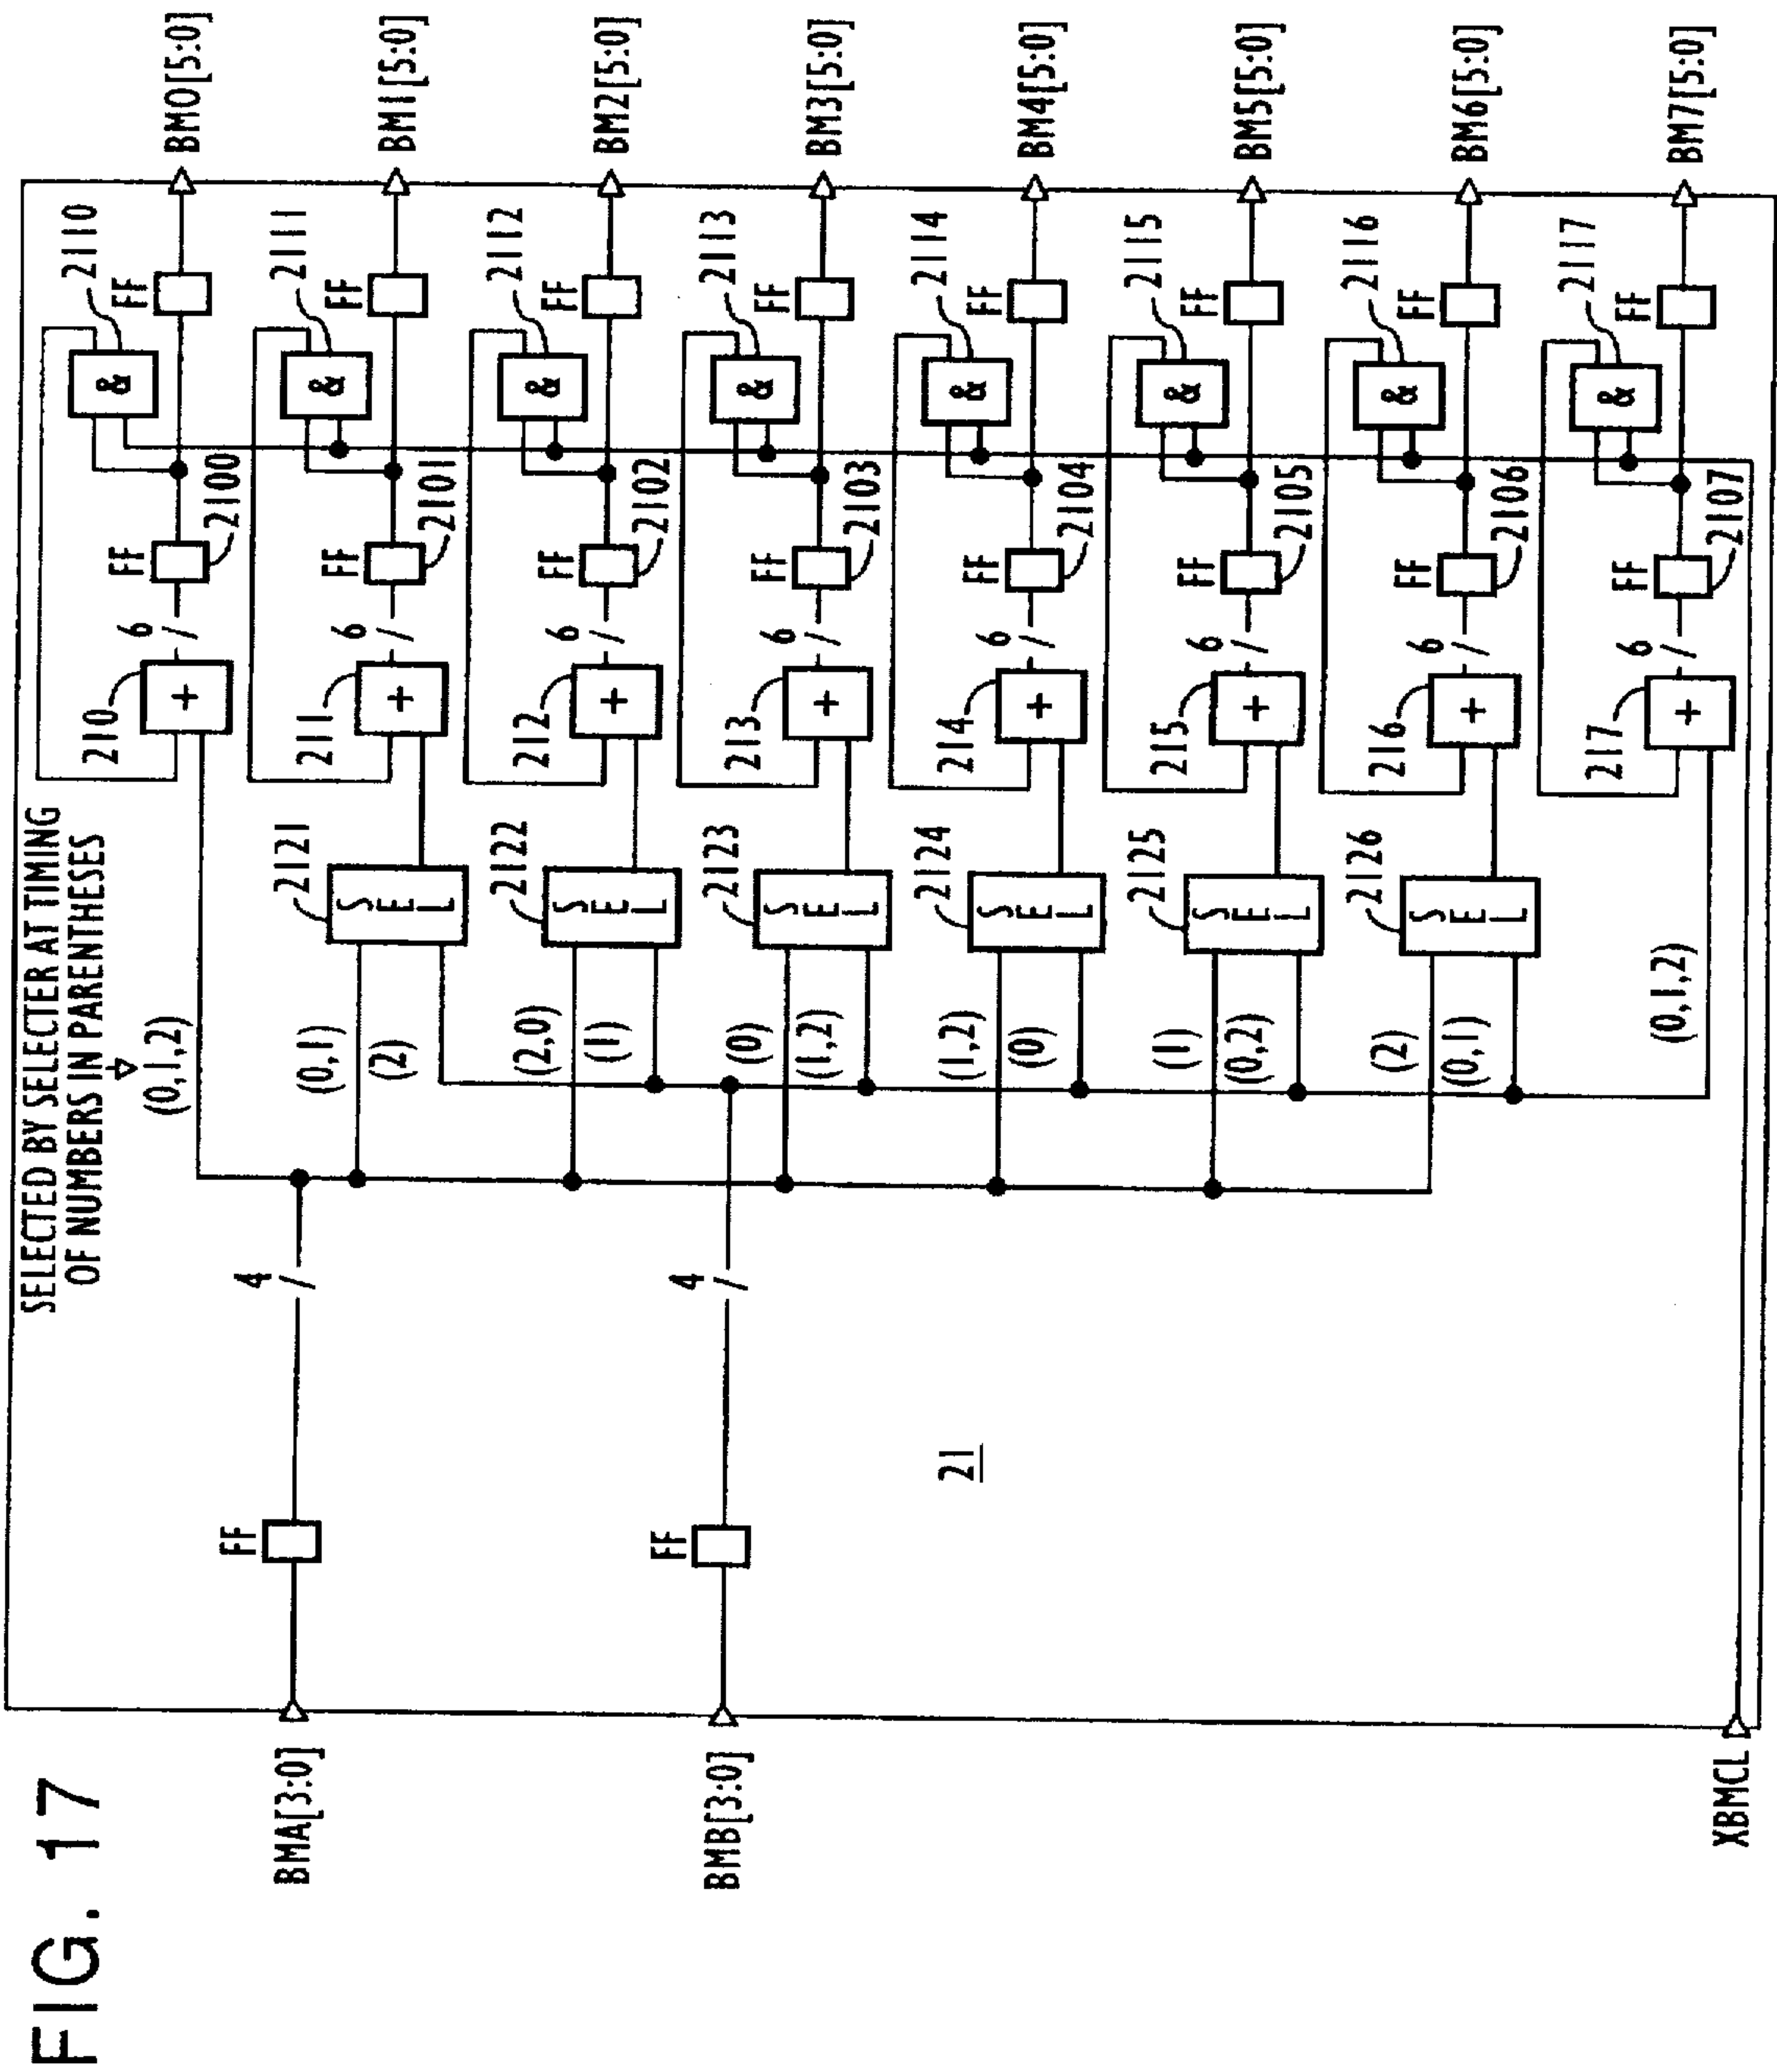 FIG. 17
SELECTED BY SELECTER AT TIMING
OF NUMBERS IN PARENTHESES
(0,1,2)
210
+
6
FF
2100
&
2110
FF
BM0[5:0]
BMA[3:0]
FF
4
(0,1)
(2)
2121
SEL
211
+
6
FF
2101
&
2111
FF
BM1[5:0]
(2,0)
(1)
2122
SEL
212
+
6
FF
2102
&
2112
FF
BM2[5:0]
BMB[3:0]
FF
4
(0)
(1,2)
2123
SEL
213
+
6
FF
2103
&
2113
FF
BM3[5:0]
21
(1,2)
(0)
2124
SEL
214
+
6
FF
2104
&
2114
FF
BM4[5:0]
(1)
(0,2)
2125
SEL
215
+
6
FF
2105
&
2115
FF
BM5[5:0]
(2)
(0,1)
2126
SEL
216
+
6
FF
2106
&
2116
FF
BM6[5:0]
(0,1,2)
217
+
6
FF
2107
&
2117
FF
BM7[5:0]
XBMCL